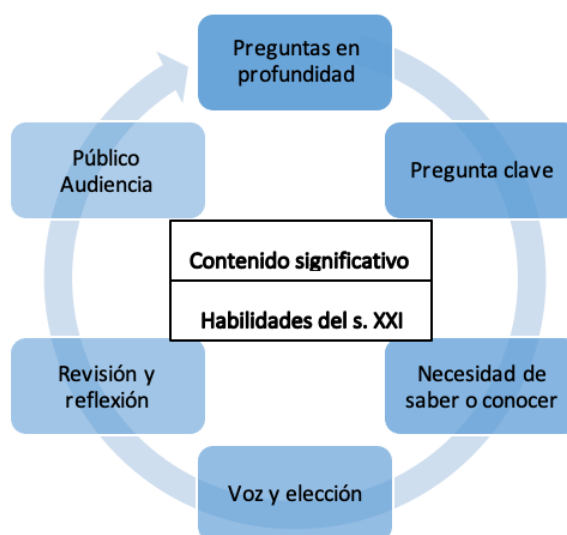 Preguntas en
profundidad
Pregunta clave
Necesidad de
saber o conocer
Voz y elección
Revisión y
reflexión
Público
Audiencia
Contenido significativo
Habilidades del s. XXI